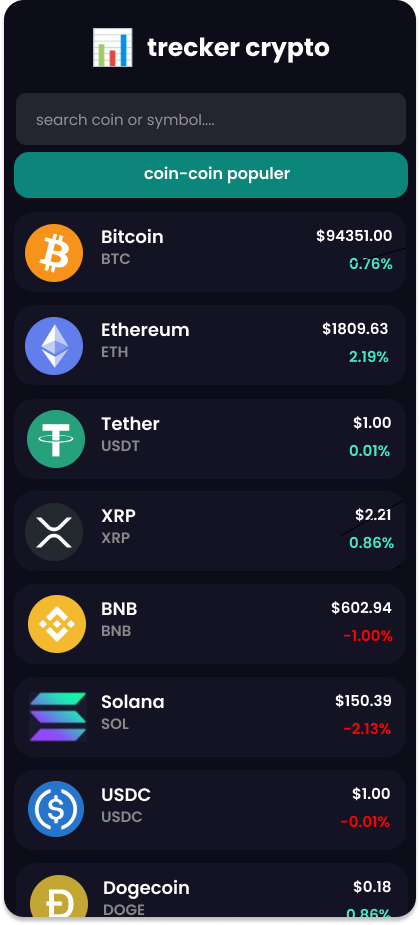 trecker crypto
search coin or symbol....
coin-coin populer
Bitcoin
$94351.00
BTC
0.76%
Ethereum
$1809.63
ETH
2.19%
Tether
$1.00
USDT
0.01%
XRP
$2.21
XRP
0.86%
BNB
$602.94
BNB
-1.00%
Solana
$150.39
SOL
-2.13%
USDC
$1.00
USDC
-0.01%
Dogecoin
$0.18
DOGE
0.86%